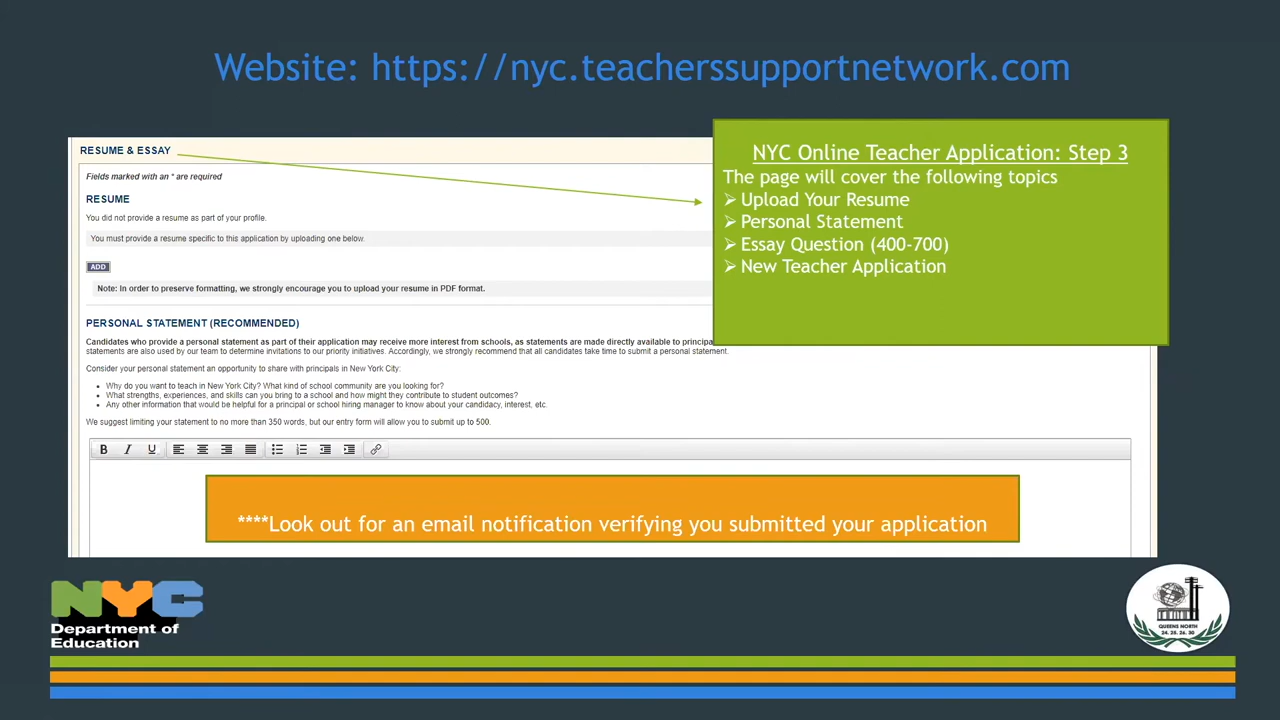 Website: https://nyc.teacherssupportnetwork.com
RESUME & ESSAY
Fields marked with an * are required
RESUME
You did not provide a resume as part of your profile.
You must provide a resume specific to this application by uploading one below.
ADD
Note: In order to preserve formatting, we strongly encourage you to upload your resume in PDF format.
PERSONAL STATEMENT (RECOMMENDED)
Candidates who provide a personal statement as part of their application may receive more interest from schools, as statements are made directly available to principa
statements are also used by our team to determine invitations to our priority initiatives. Accordingly, we strongly recommend that all candidates take time to submit a personal statement.
Consider your personal statement an opportunity to share with principals in New York City:
• Why do you want to teach in New York City? What kind of school community are you looking for?
• What strengths, experiences, and skills can you bring to a school and how might they contribute to student outcomes?
• Any other information that would be helpful for a principal or school hiring manager to know about your candidacy, interest, etc.
We suggest limiting your statement to no more than 350 words, but our entry form will allow you to submit up to 500.
B I U
NYC Online Teacher Application: Step 3
The page will cover the following topics
➢ Upload Your Resume
➢ Personal Statement
➢ Essay Question (400-700)
➢ New Teacher Application
****Look out for an email notification verifying you submitted your application
NYC
Department of
Education
QUEENS NORTH
24. 25. 26. 30